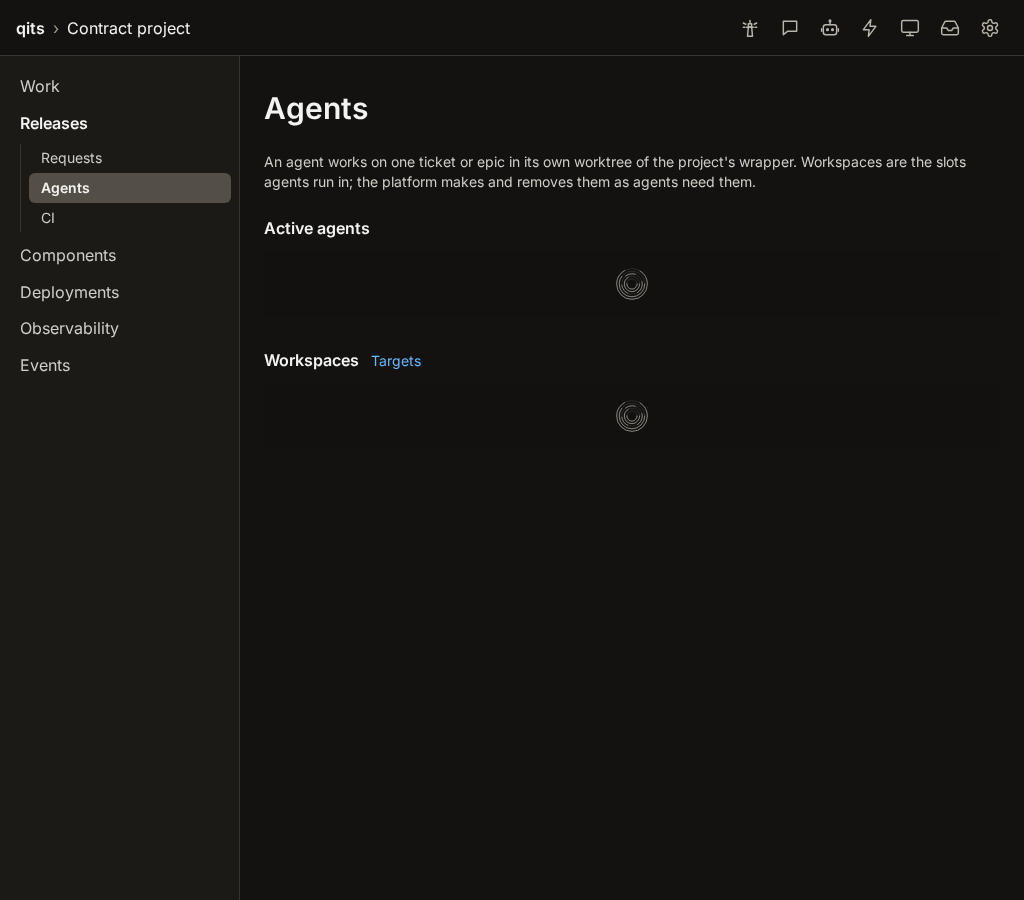 qits › Contract project
Work
Releases
Requests
Agents
CI
Components
Deployments
Observability
Events
Agents
An agent works on one ticket or epic in its own worktree of the project's wrapper. Workspaces are the slots
agents run in; the platform makes and removes them as agents need them.
Active agents
Workspaces Targets